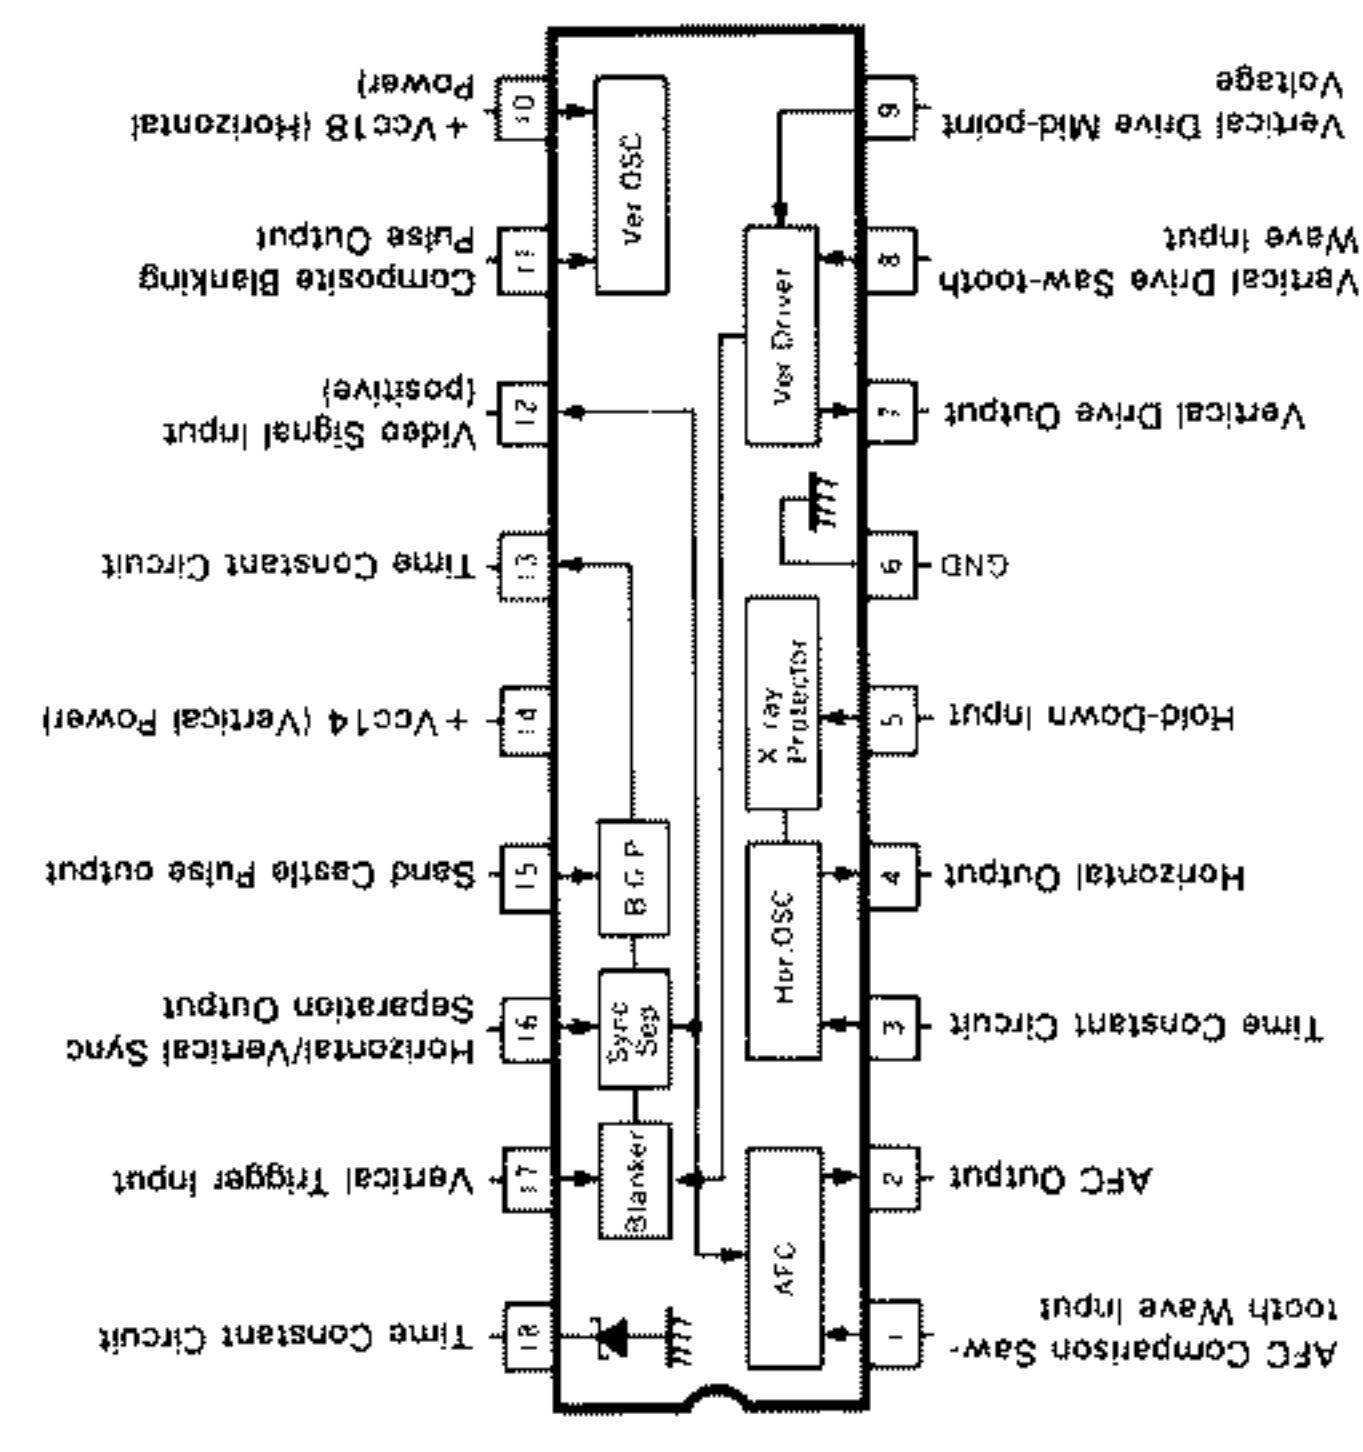 AFC Comparison Saw-
tooth Wave Input
1
AFC Output
2
Time Constant Circuit
3
Horizontal Output
4
Hold-Down Input
5
GND
6
Vertical Drive Output
7
Vertical Drive Saw-tooth
Wave Input
8
Vertical Drive Mid-point
Voltage
9
AFC
Hor.OSC
X ray
Protector
Ver Driver
Blanker
Sync
Sep
B G P
Ver OSC
18
Time Constant Circuit
17
Vertical Trigger Input
16
Horizontal/Vertical Sync
Separation Output
15
Sand Castle Pulse output
14
+Vcc14 (Vertical Power)
13
Time Constant Circuit
12
Video Signal Input
(positive)
11
Composite Blanking
Pulse Output
10
+Vcc18 (Horizontal
Power)